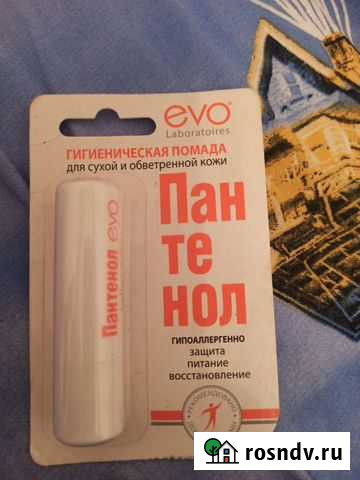 evo®
Laboratoires
ГИГИЕНИЧЕСКАЯ ПОМАДА
для сухой и обветренной кожи
Пан
те
нол
Пантенол evo
ГИПОАЛЛЕРГЕННО
защита
питание
восстановление
РЕКОМЕНДОВАНО
rosndv.ru